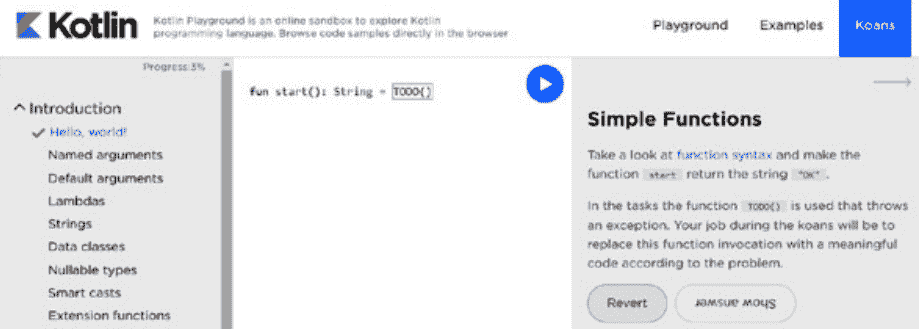 Kotlin
Kotlin Playground is an online sandbox to explore Kotlin
programming language. Browse code samples directly in the browser
Playground
Examples
Koans
Progress:3%
Introduction
Hello, world!
Named arguments
Default arguments
Lambdas
Strings
Data classes
Nullable types
Smart casts
Extension functions
fun start(): String = TODO()
Simple Functions
Take a look at function syntax and make the
function start return the string "OK".
In the tasks the function TODO() is used that throws
an exception. Your job during the koans will be to
replace this function invocation with a meaningful
code according to the problem.
Revert
Show answer